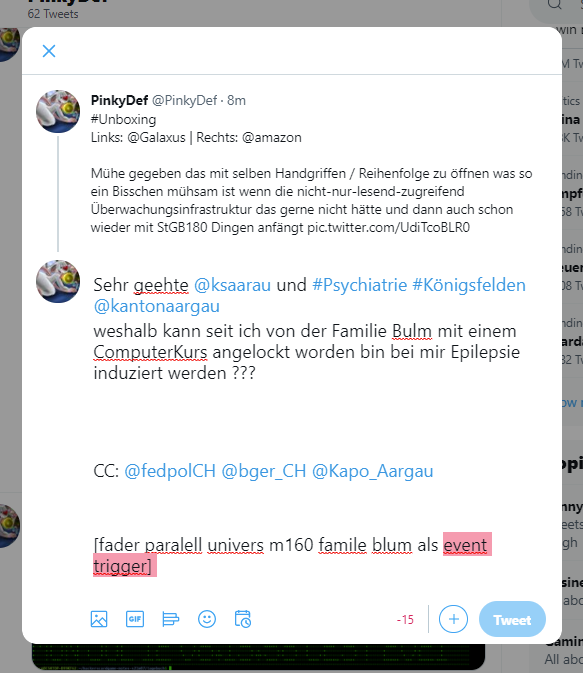 62 Tweets
PinkyDef @PinkyDef · 8m
#Unboxing
Links: @Galaxus | Rechts: @amazon
Mühe gegeben das mit selben Handgriffen / Reihenfolge zu öffnen was so
ein Bisschen mühsam ist wenn die nicht-nur-lesend-zugreifend
Überwachungsinfrastruktur das gerne nicht hätte und dann auch schon
wieder mit StGB180 Dingen anfängt pic.twitter.com/UdiTcoBLR0
Sehr geehte @ksaarau und #Psychiatrie #Königsfelden
@kantonaargau
weshalb kann seit ich von der Familie Bulm mit einem
ComputerKurs angelockt worden bin bei mir Epilepsie
induziert werden ???
CC: @fedpolCH @bger_CH @Kapo_Aargau
[fader paralell univers m160 famile blum als event
trigger]
GIF
-15
Tweet
All abo